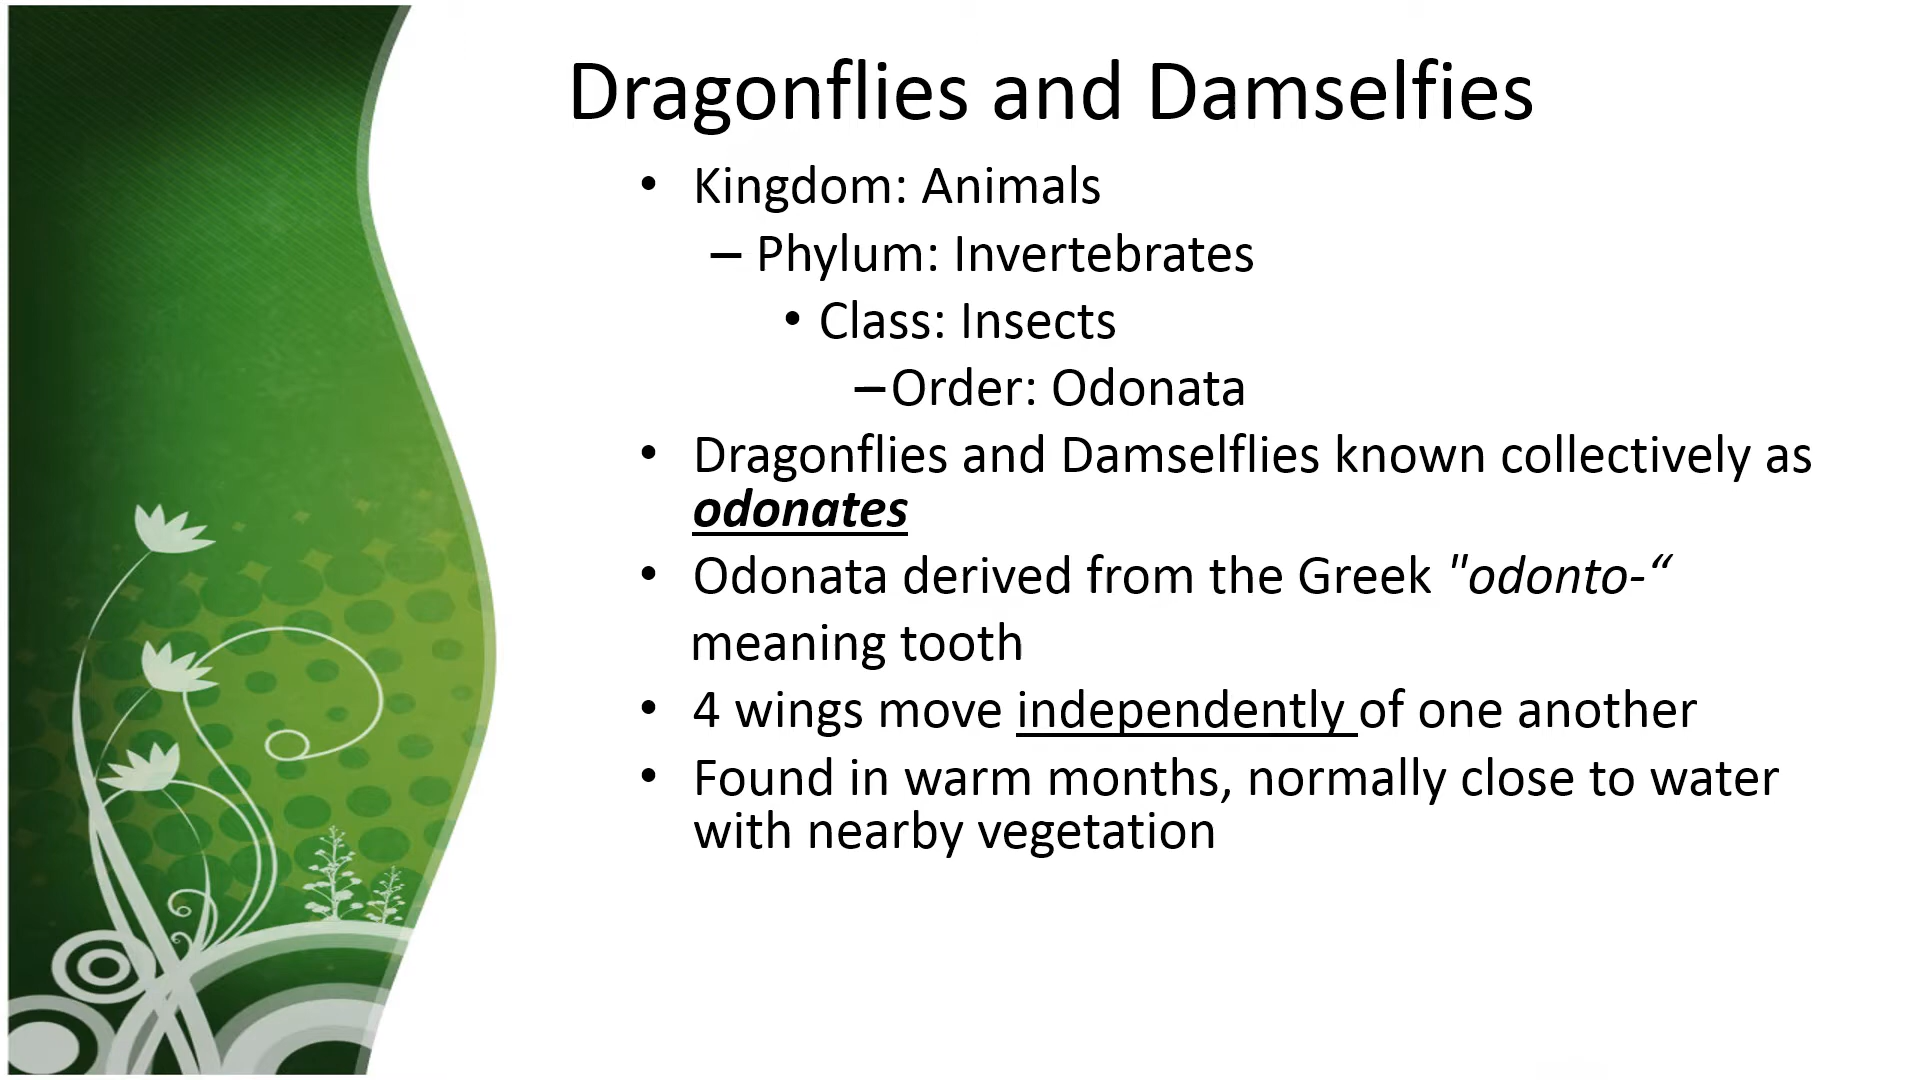 Dragonflies and Damselfies
• Kingdom: Animals
– Phylum: Invertebrates
• Class: Insects
–Order: Odonata
• Dragonflies and Damselflies known collectively as
odonates
• Odonata derived from the Greek "odonto-“
meaning tooth
• 4 wings move independently of one another
• Found in warm months, normally close to water
with nearby vegetation